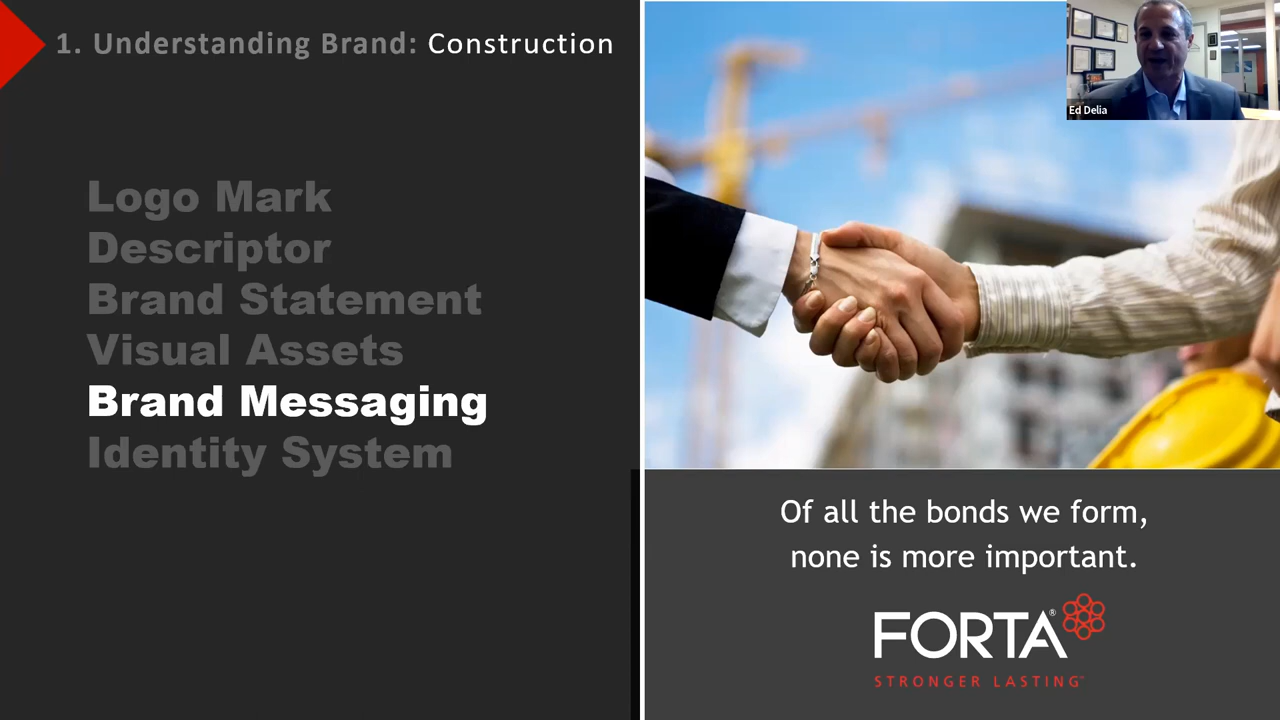 1. Understanding Brand: Construction
Logo Mark
Descriptor
Brand Statement
Visual Assets
Brand Messaging
Identity System
Ed Delia
Of all the bonds we form,
none is more important.
FORTA®
STRONGER LASTING™